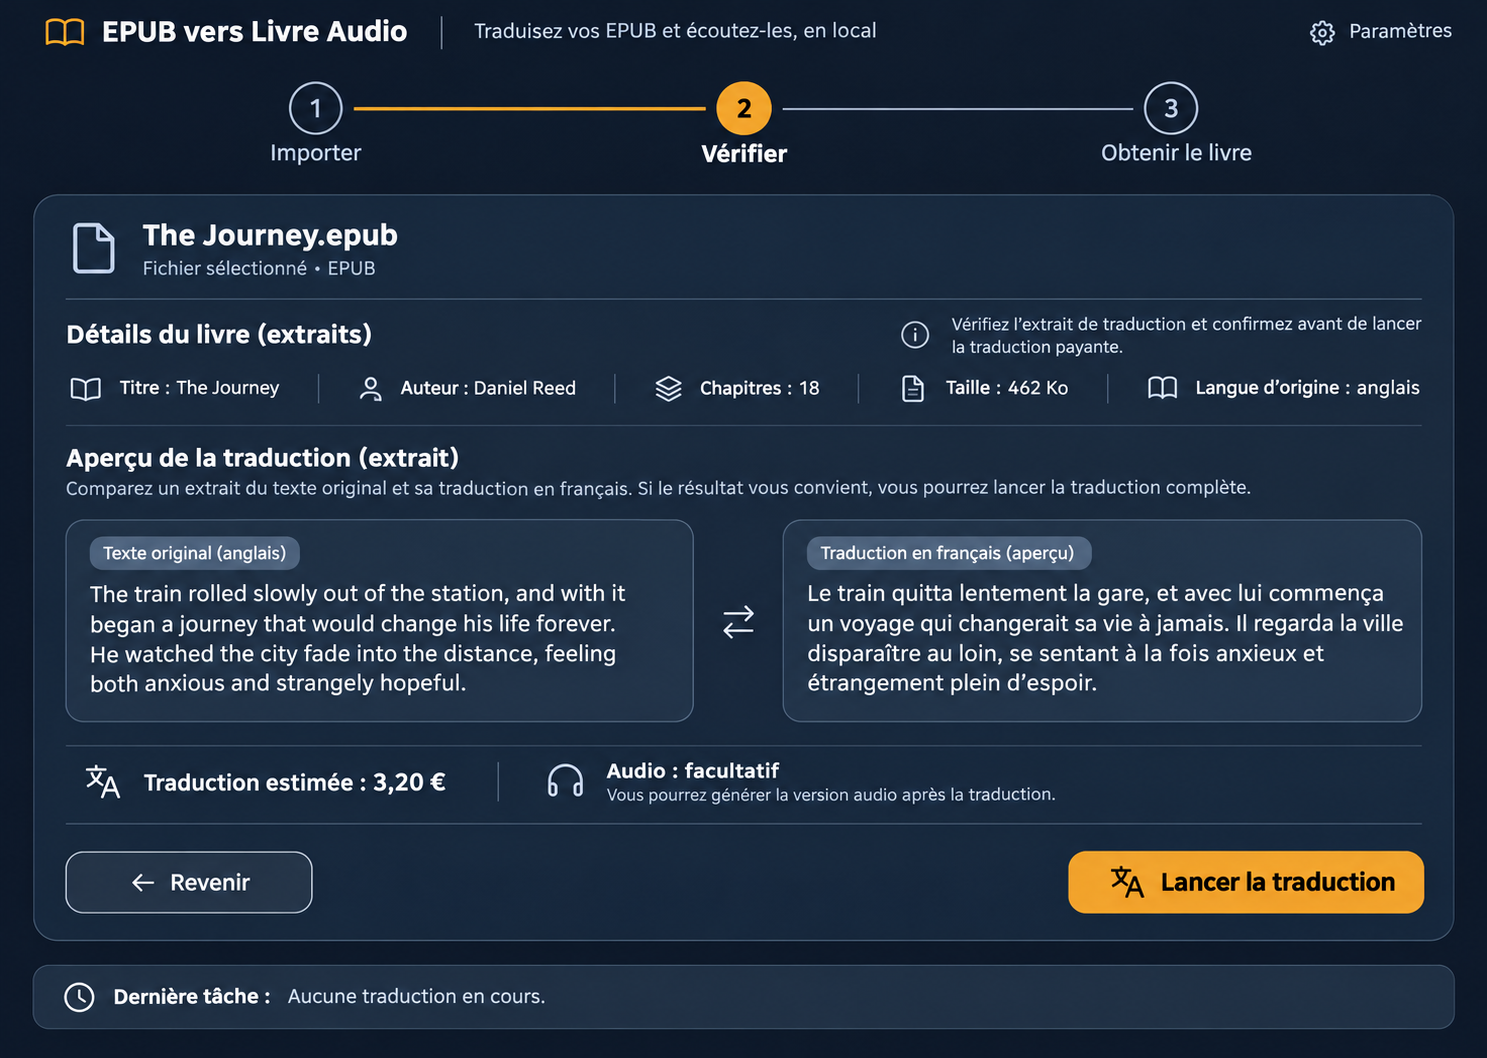 EPUB vers Livre Audio
Traduisez vos EPUB et écoutez-les, en local
Paramètres
1
2
3
Importer
Vérifier
Obtenir le livre
The Journey.epub
Fichier sélectionné • EPUB
Détails du livre (extraits)
Vérifiez l’extrait de traduction et confirmez avant de lancer
la traduction payante.
Titre : The Journey
Auteur : Daniel Reed
Chapitres : 18
Taille : 462 Ko
Langue d’origine : anglais
Aperçu de la traduction (extrait)
Comparez un extrait du texte original et sa traduction en français. Si le résultat vous convient, vous pourrez lancer la traduction complète.
Texte original (anglais)
The train rolled slowly out of the station, and with it
began a journey that would change his life forever.
He watched the city fade into the distance, feeling
both anxious and strangely hopeful.
Traduction en français (aperçu)
Le train quitta lentement la gare, et avec lui commença
un voyage qui changerait sa vie à jamais. Il regarda la ville
disparaître au loin, se sentant à la fois anxieux et
étrangement plein d’espoir.
Traduction estimée : 3,20 €
Audio : facultatif
Vous pourrez générer la version audio après la traduction.
Revenir
Lancer la traduction
Dernière tâche : Aucune traduction en cours.